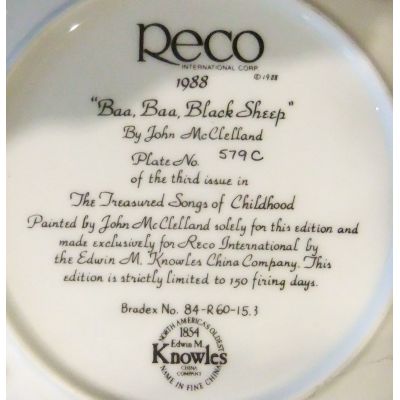 Reco
INTERNATIONAL CORP.
© 1988
1988
"Baa, Baa, Black Sheep"
By John McClelland
Plate No. 579C
of the third issue in
The Treasured Songs of Childhood
Painted by John McClelland solely for this edition and
made exclusively for Reco International by
the Edwin M. Knowles China Company. This
edition is strictly limited to 150 firing days.
Bradex No. 84-R60-15.3
NORTH AMERICA'S OLDEST
1854
Edwin M.
Knowles
CHINA
COMPANY
NAME IN FINE CHINA